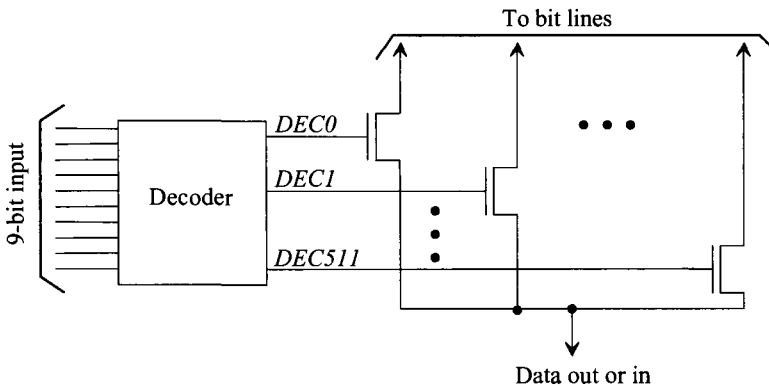 To bit lines
DEC0
DEC1
9-bit input
Decoder
DEC511
Data out or in